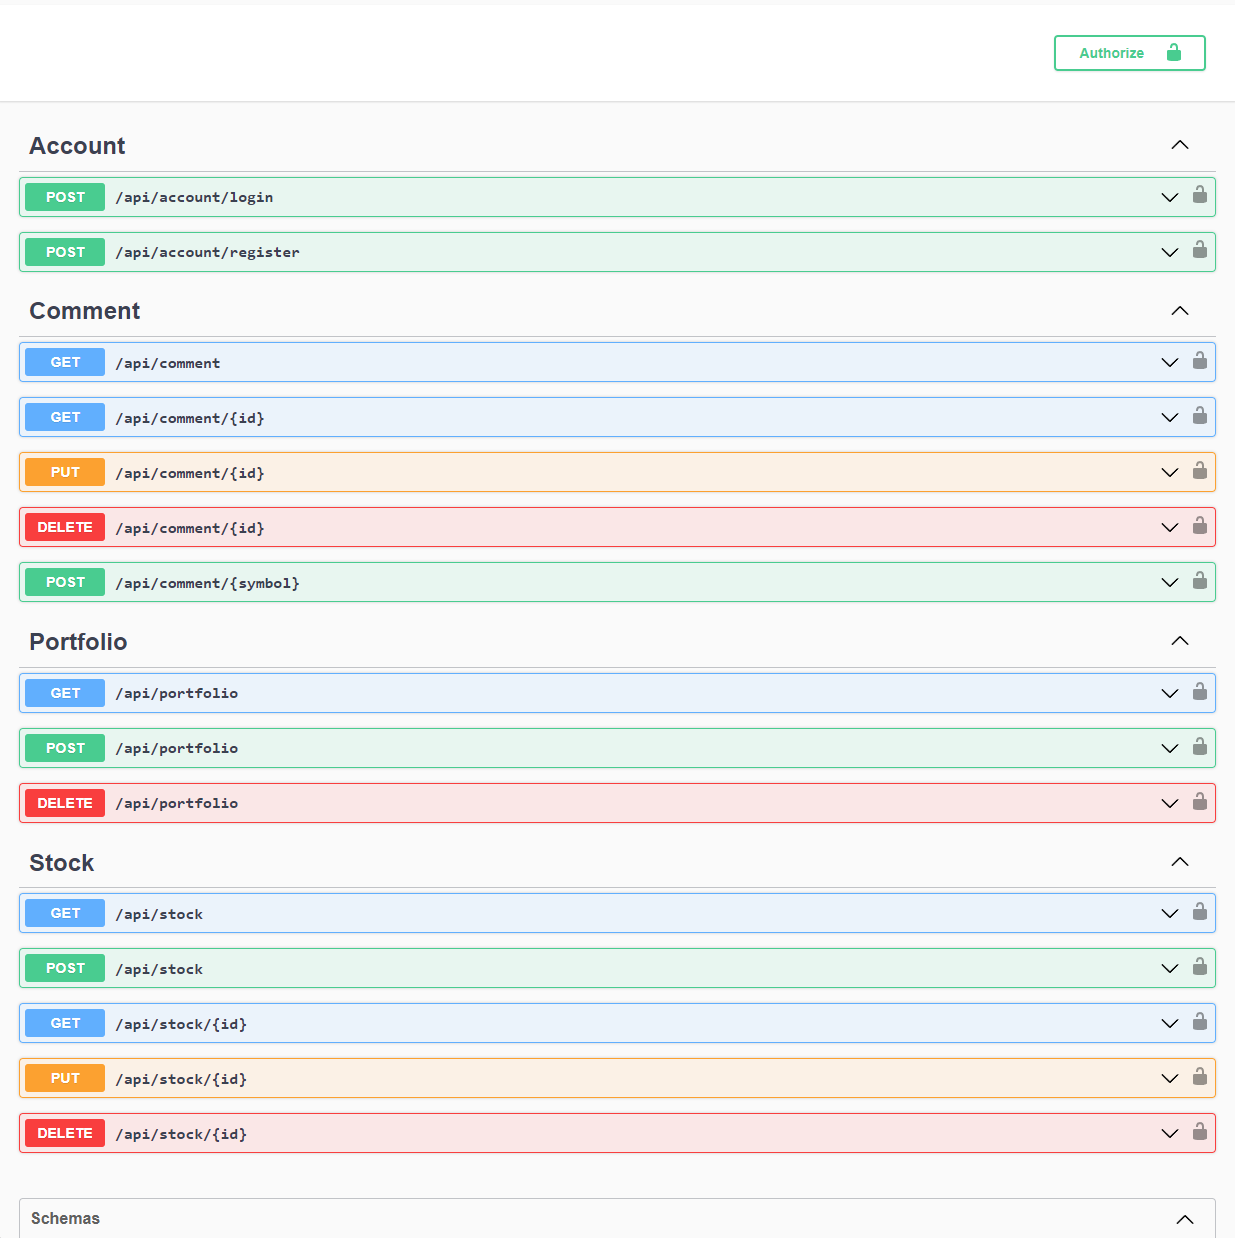 Authorize
Account
POST /api/account/login
POST /api/account/register
Comment
GET /api/comment
GET /api/comment/{id}
PUT /api/comment/{id}
DELETE /api/comment/{id}
POST /api/comment/{symbol}
Portfolio
GET /api/portfolio
POST /api/portfolio
DELETE /api/portfolio
Stock
GET /api/stock
POST /api/stock
GET /api/stock/{id}
PUT /api/stock/{id}
DELETE /api/stock/{id}
Schemas